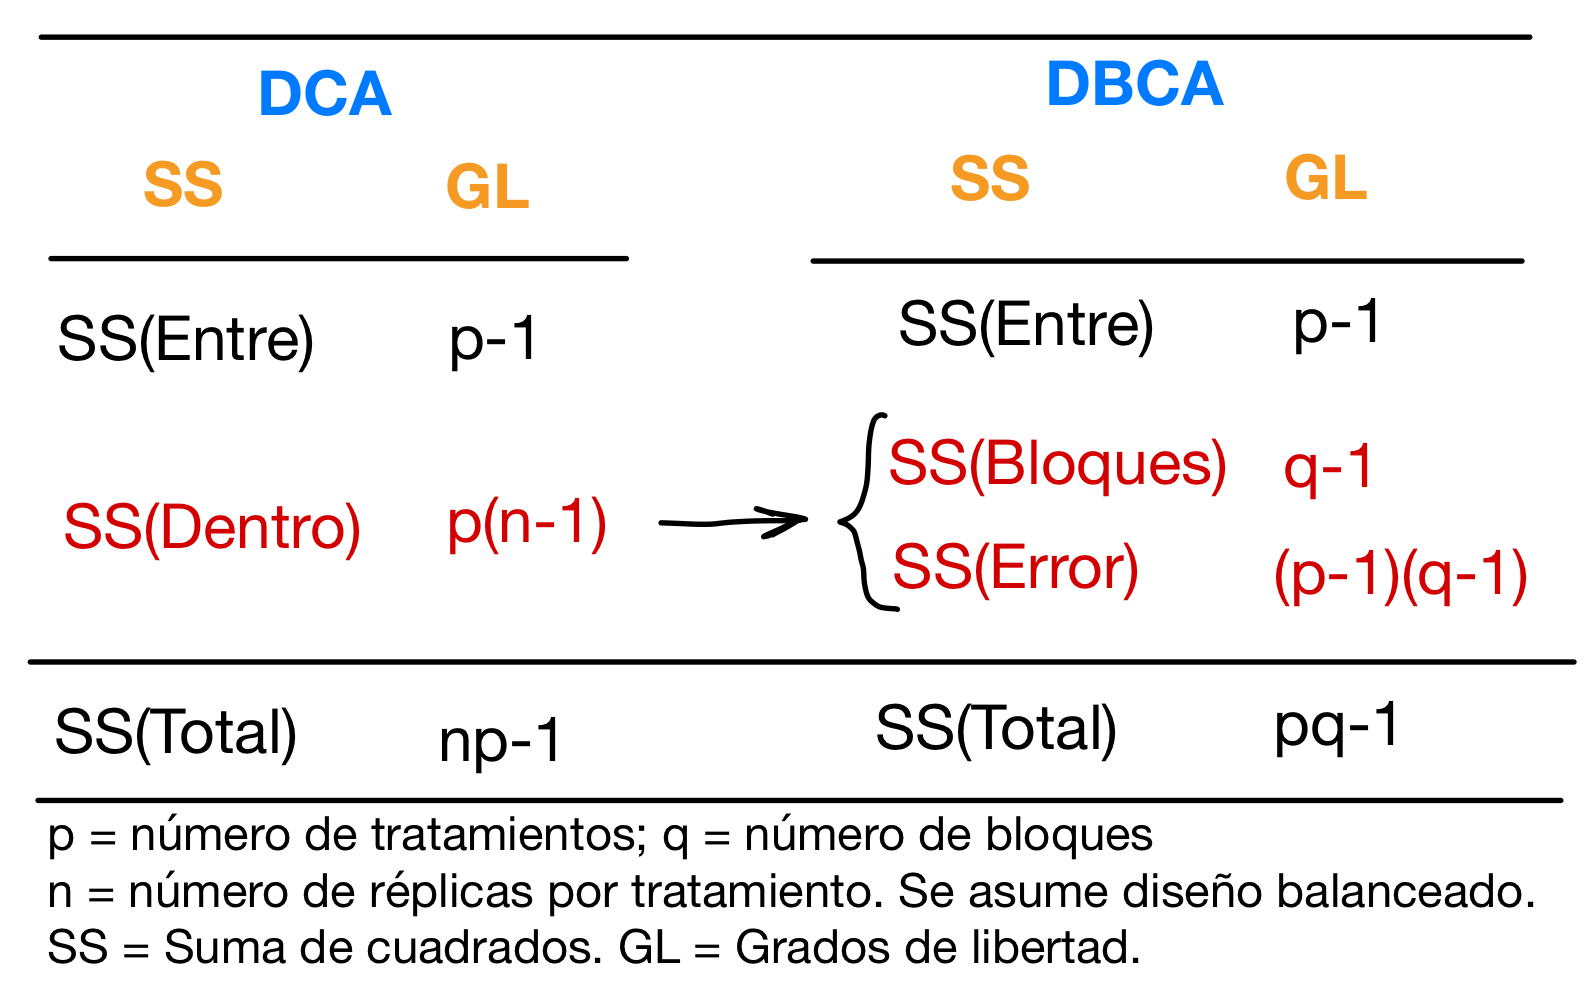 DCA DBCA
SS GL SS GL
SS(Entre) p-1 SS(Entre) p-1
SS(Bloques) q-1
SS(Dentro) p(n-1)
SS(Error) (p-1)(q-1)
SS(Total) np-1 SS(Total) pq-1
p = número de tratamientos; q = número de bloques
n = número de réplicas por tratamiento. Se asume diseño balanceado.
SS = Suma de cuadrados. GL = Grados de libertad.